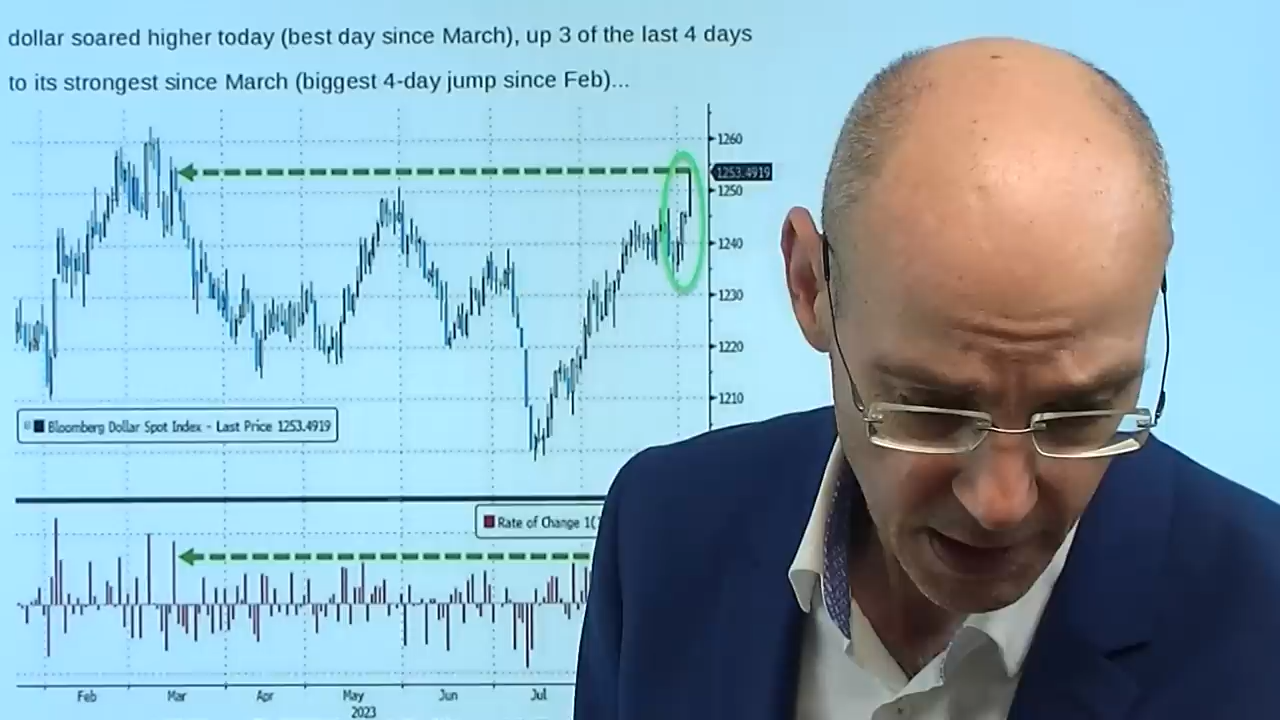 dollar soared higher today (best day since March), up 3 of the last 4 days
to its strongest since March (biggest 4-day jump since Feb)...
1260
1253.4919
1250
1240
1230
1220
1210
Bloomberg Dollar Spot Index - Last Price 1253.4919
Rate of Change 1(
Feb Mar Apr May Jun Jul
2023